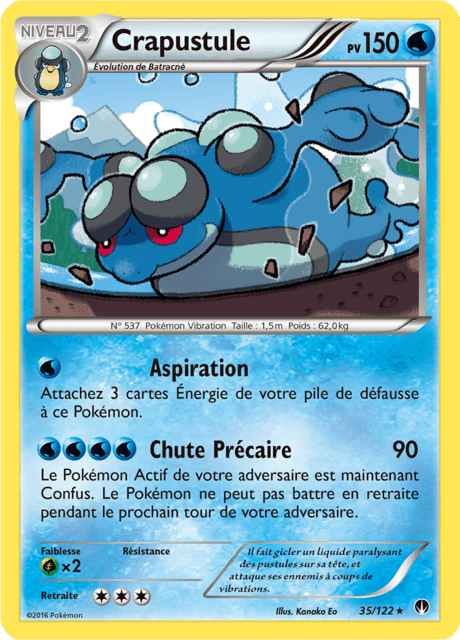 NIVEAU2
Crapustule
PV150
Évolution de Batracné
N° 537 Pokémon Vibration Taille : 1,5m Poids : 62,0kg
Aspiration
Attachez 3 cartes Énergie de votre pile de défausse
à ce Pokémon.
Chute Précaire 90
Le Pokémon Actif de votre adversaire est maintenant
Confus. Le Pokémon ne peut pas battre en retraite
pendant le prochain tour de votre adversaire.
Faiblesse Résistance
×2
Retraite
Il fait gicler un liquide paralysant
des pustules sur sa tête, et
attaque ses ennemis à coups de
vibrations.
©2016 Pokémon
Illus. Kanako Eo
35/122